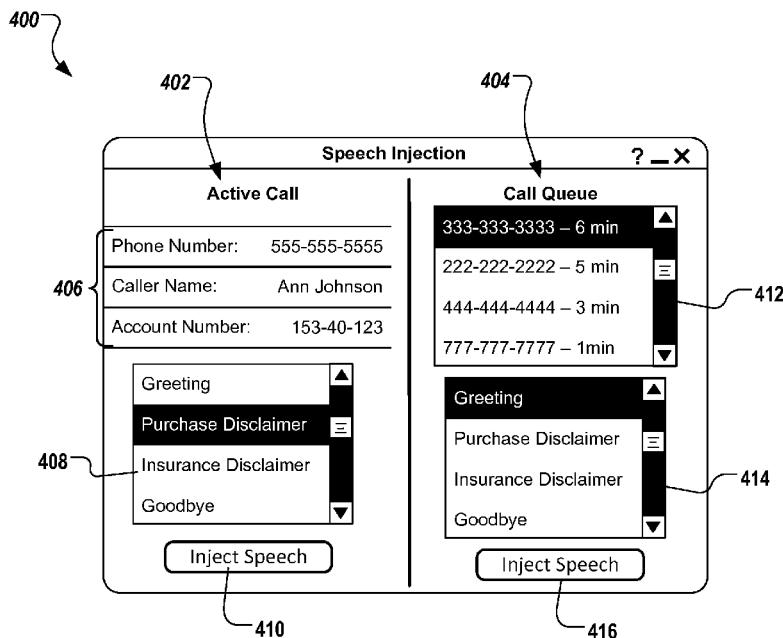 400
402
404
Speech Injection
? _ X
Active Call
Call Queue
406
Phone Number: 555-555-5555
Caller Name: Ann Johnson
Account Number: 153-40-123
333-333-3333 – 6 min
222-222-2222 – 5 min
444-444-4444 – 3 min
777-777-7777 – 1min
412
408
Greeting
Purchase Disclaimer
Insurance Disclaimer
Goodbye
Inject Speech
410
Greeting
Purchase Disclaimer
Insurance Disclaimer
Goodbye
414
Inject Speech
416